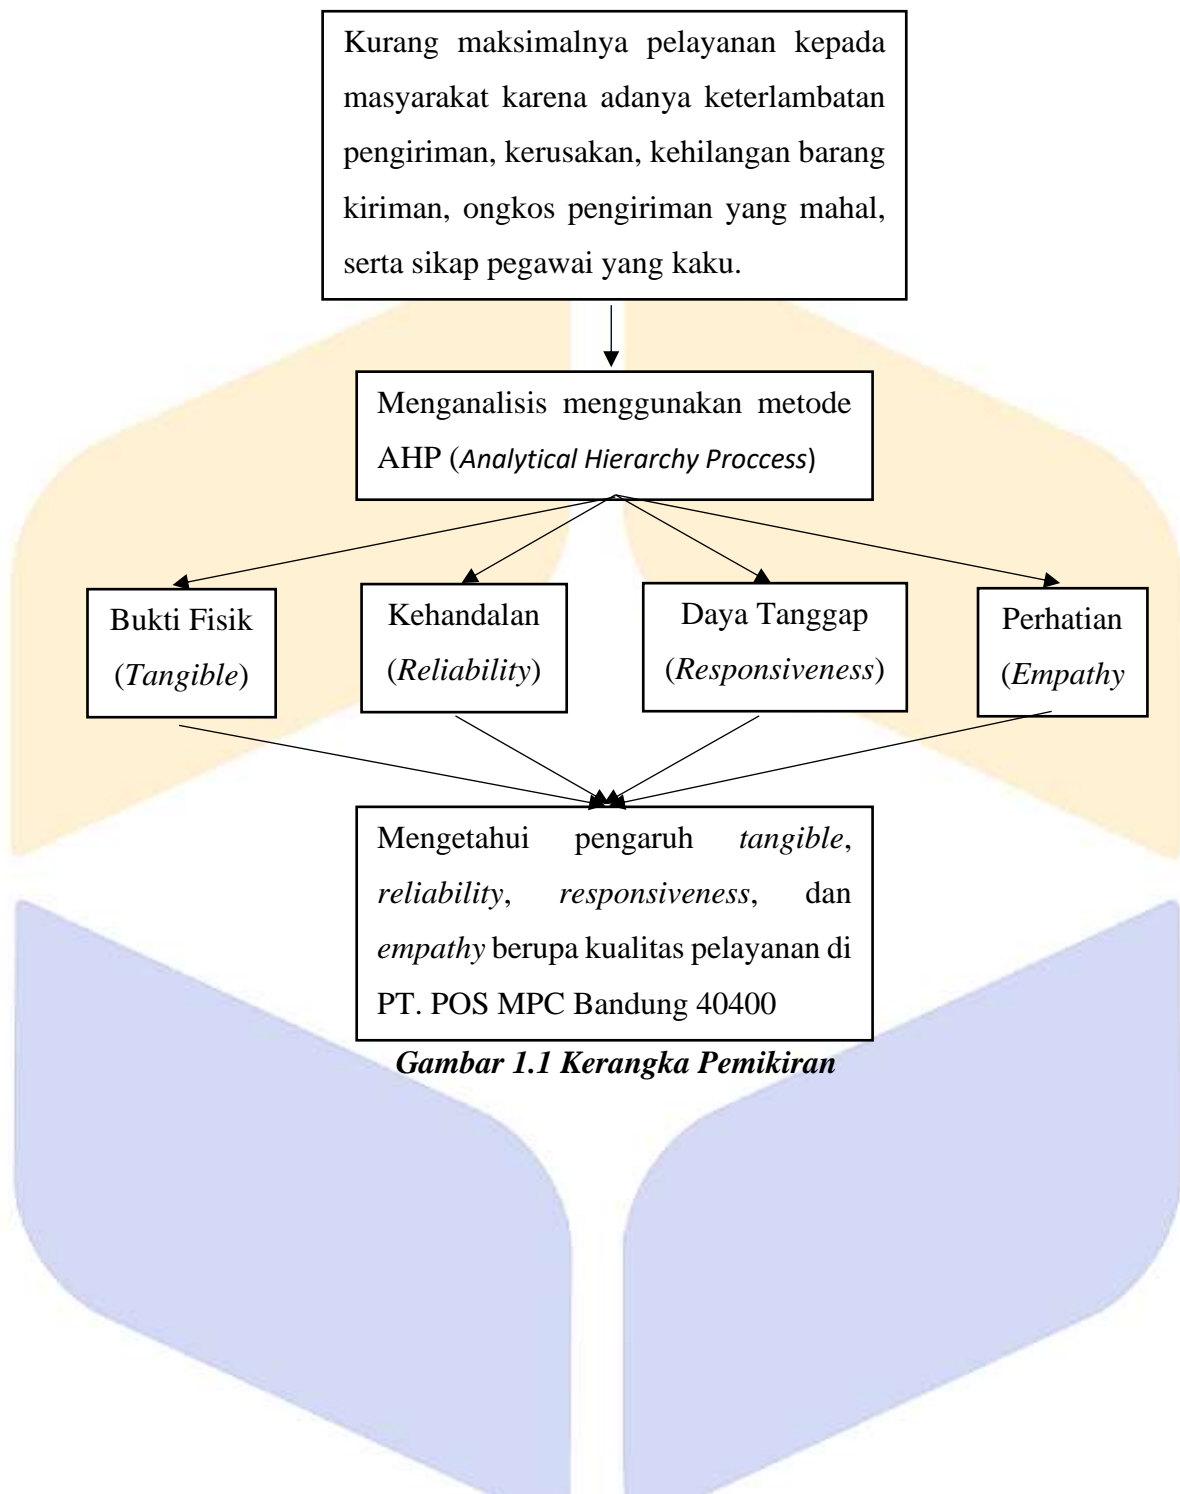 Kurang maksimalnya pelayanan kepada
masyarakat karena adanya keterlambatan
pengiriman, kerusakan, kehilangan barang
kiriman, ongkos pengiriman yang mahal,
serta sikap pegawai yang kaku.
Menganalisis menggunakan metode
AHP (Analytical Hierarchy Proccess)
Bukti Fisik
(Tangible)
Kehandalan
(Reliability)
Daya Tanggap
(Responsiveness)
Perhatian
(Empathy
Mengetahui pengaruh tangible,
reliability, responsiveness, dan
empathy berupa kualitas pelayanan di
PT. POS MPC Bandung 40400
Gambar 1.1 Kerangka Pemikiran